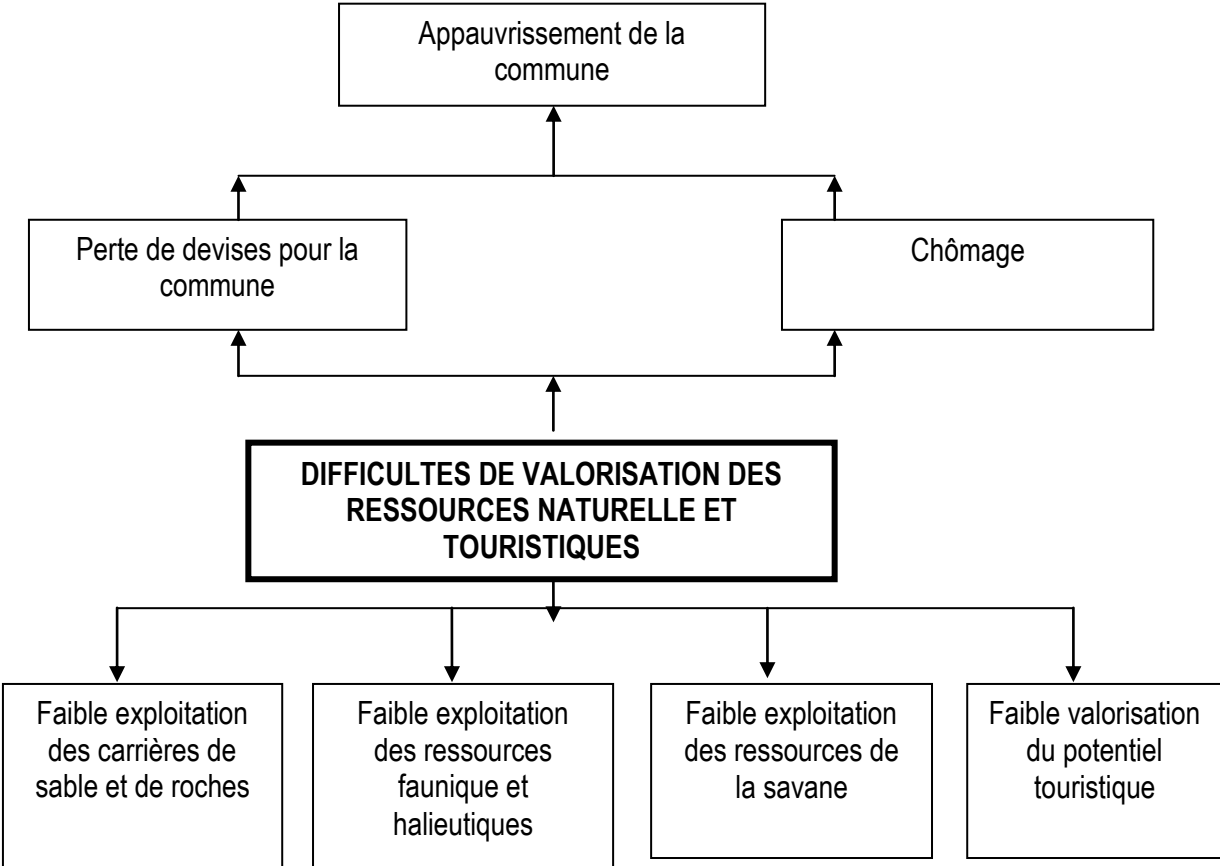 Appauvrissement de la
commune
Perte de devises pour la
commune
Chômage
DIFFICULTES DE VALORISATION DES
RESSOURCES NATURELLE ET
TOURISTIQUES
Faible exploitation
des carrières de
sable et de roches
Faible exploitation
des ressources
faunique et
halieutiques
Faible exploitation
des ressources de
la savane
Faible valorisation
du potentiel
touristique